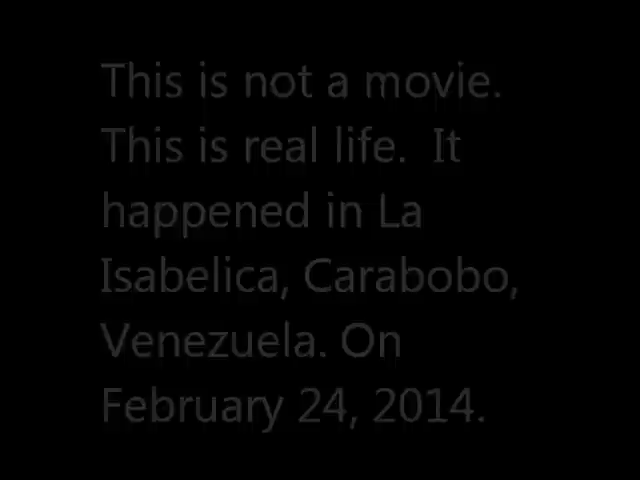 This is not a movie.
This is real life.  It
happened in La
Isabelica, Carabobo,
Venezuela. On
February 24, 2014.